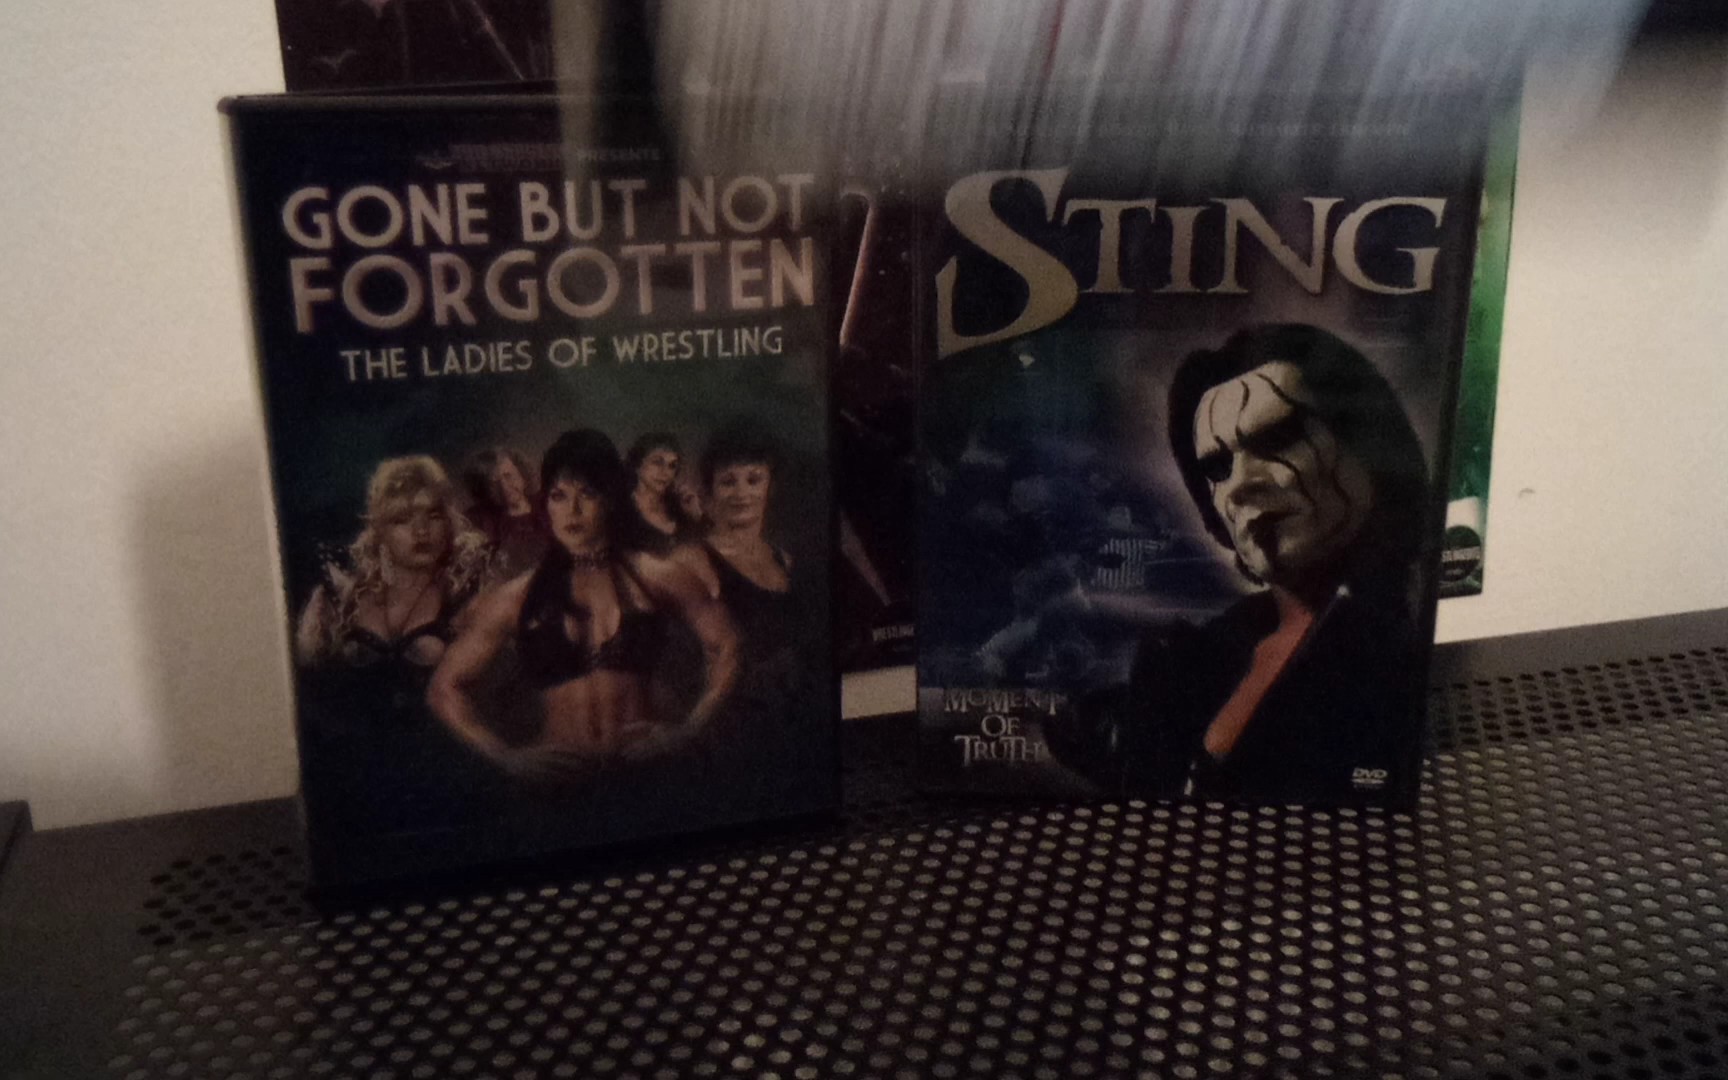 PRESENTS
GONE BUT NOT
FORGOTTEN
THE LADIES OF WRESTLING
STING
MOMENT
OF
TRUTH
DVD